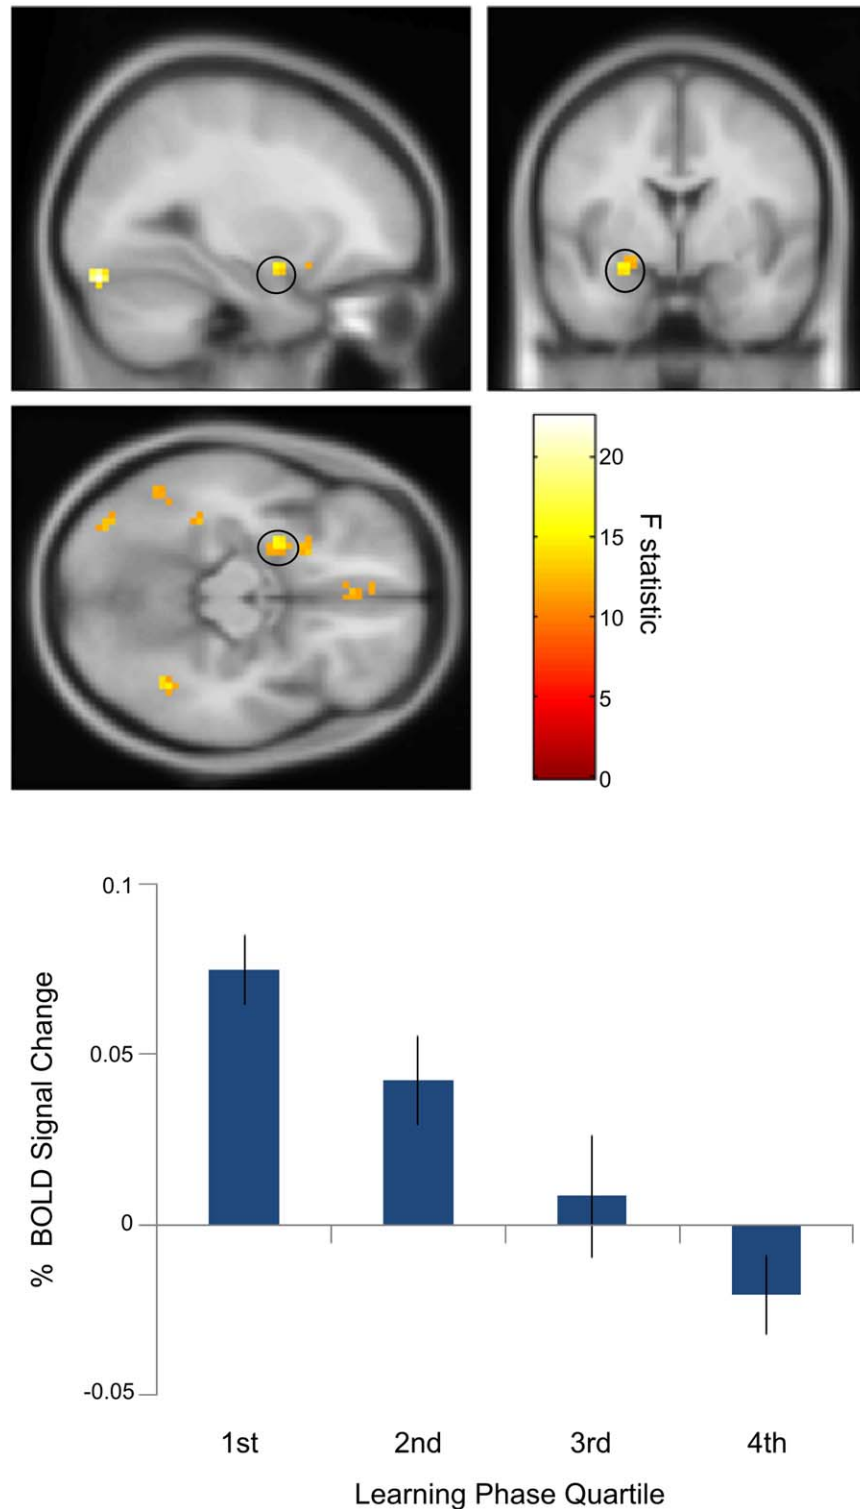 20
15
10
5
0
F statistic
0.1
0.05
0
-0.05
% BOLD Signal Change
1st 2nd 3rd 4th
Learning Phase Quartile